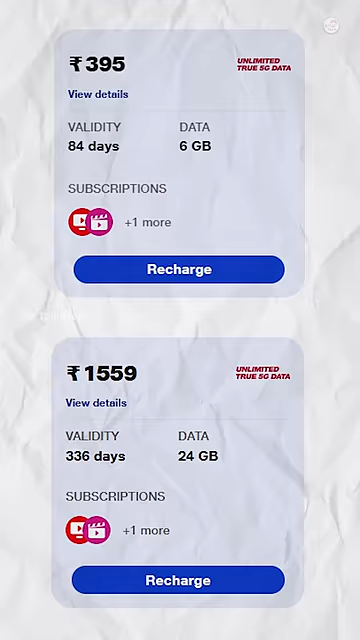 ₹395
UNLIMITED
TRUE 5G DATA
View details
VALIDITY DATA
84 days 6 GB
SUBSCRIPTIONS
+1 more
Recharge
₹1559
UNLIMITED
TRUE 5G DATA
View details
VALIDITY DATA
336 days 24 GB
SUBSCRIPTIONS
+1 more
Recharge